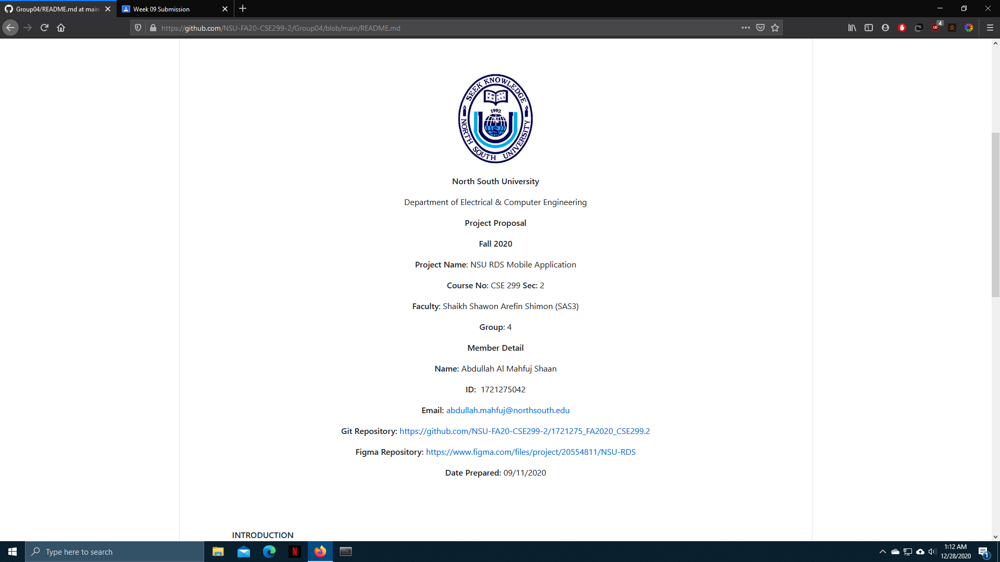 Group04/README.md at main
Week 09 Submission
https://github.com/NSU-FA20-CSE299-2/Group04/blob/main/README.md
4
SEEK KNOWLEDGE
1992
NORTH SOUTH UNIVERSITY
North South University
Department of Electrical & Computer Engineering
Project Proposal
Fall 2020
Project Name: NSU RDS Mobile Application
Course No: CSE 299 Sec: 2
Faculty: Shaikh Shawon Arefin Shimon (SAS3)
Group: 4
Member Detail
Name: Abdullah Al Mahfuj Shaan
ID: 1721275042
Email: abdullah.mahfuj@northsouth.edu
Git Repository: https://github.com/NSU-FA20-CSE299-2/1721275_FA2020_CSE299.2
Figma Repository: https://www.figma.com/files/project/20554811/NSU-RDS
Date Prepared: 09/11/2020
INTRODUCTION
Type here to search
N
1:12 AM
12/28/2020
1